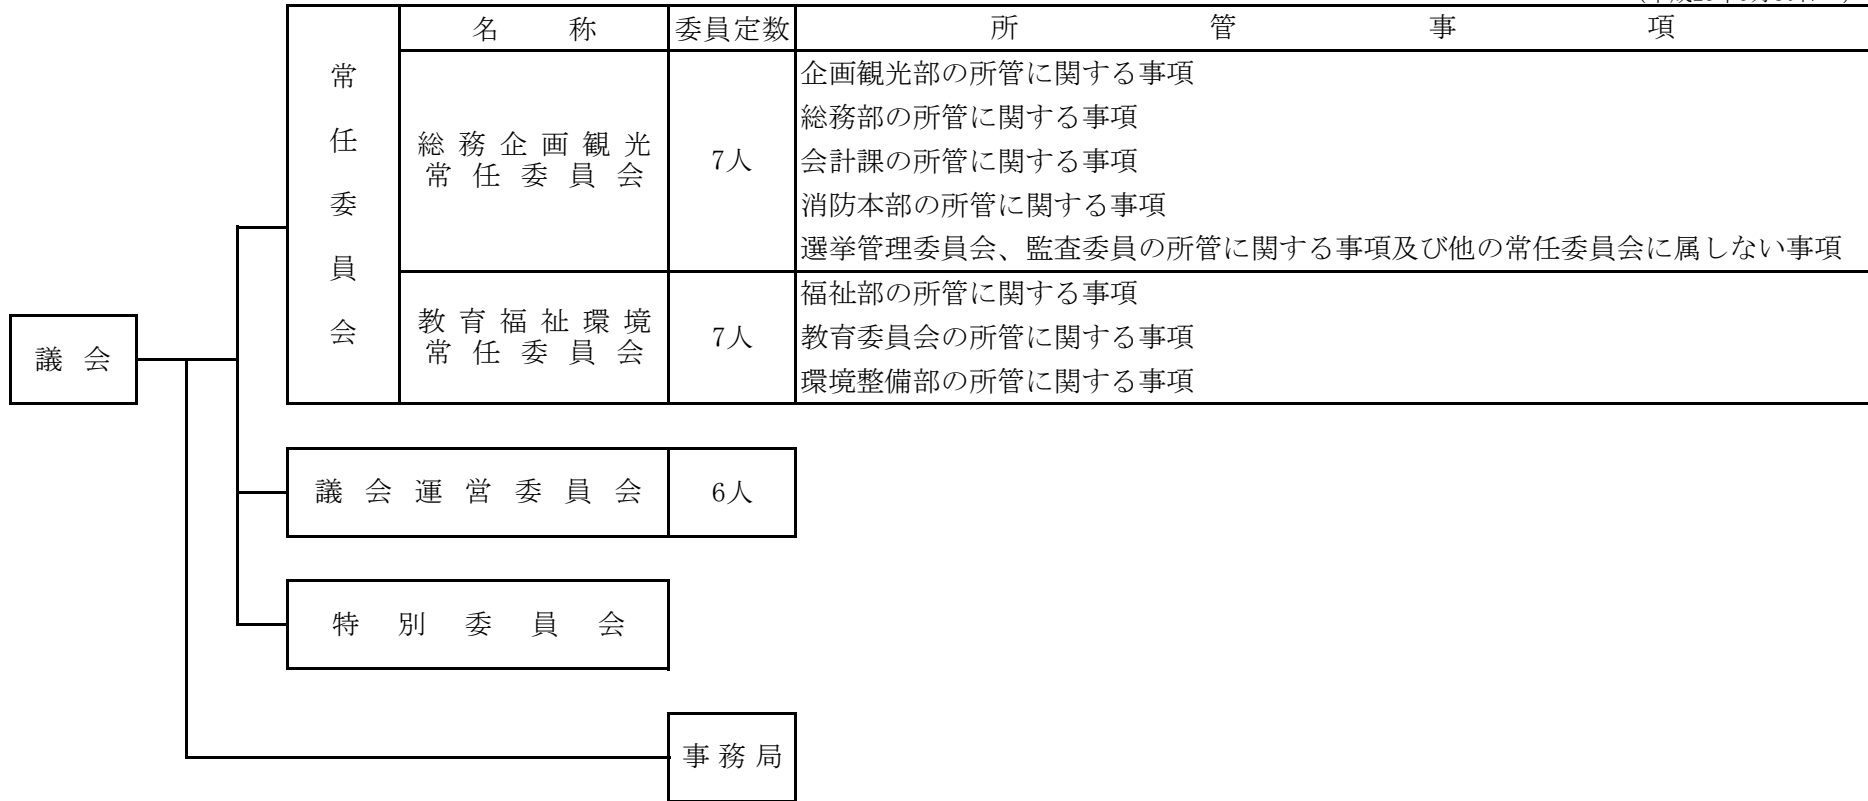 名称 委員定数 所管事項
常任委員会
総務企画観光
常任委員会
7人
企画観光部の所管に関する事項
総務部の所管に関する事項
会計課の所管に関する事項
消防本部の所管に関する事項
選挙管理委員会、監査委員の所管に関する事項及び他の常任委員会に属しない事項
教育福祉環境
常任委員会
7人
福祉部の所管に関する事項
教育委員会の所管に関する事項
環境整備部の所管に関する事項
議会
議会運営委員会 6人
特別委員会
事務局